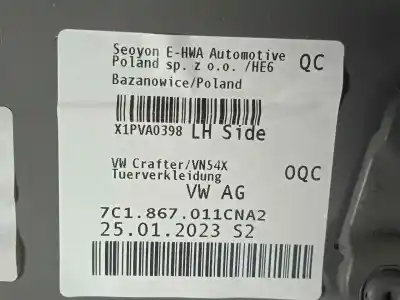 Seoyon E-HWA Automotive
Poland sp. z o.o. /HE6
QC
Bazanowice/Poland
X1PVA0398 LH Side
VW Crafter/VN54X
Tuerverkleidung
OQC
VW AG
7C1.867.011CNA2
25.01.2023 S2